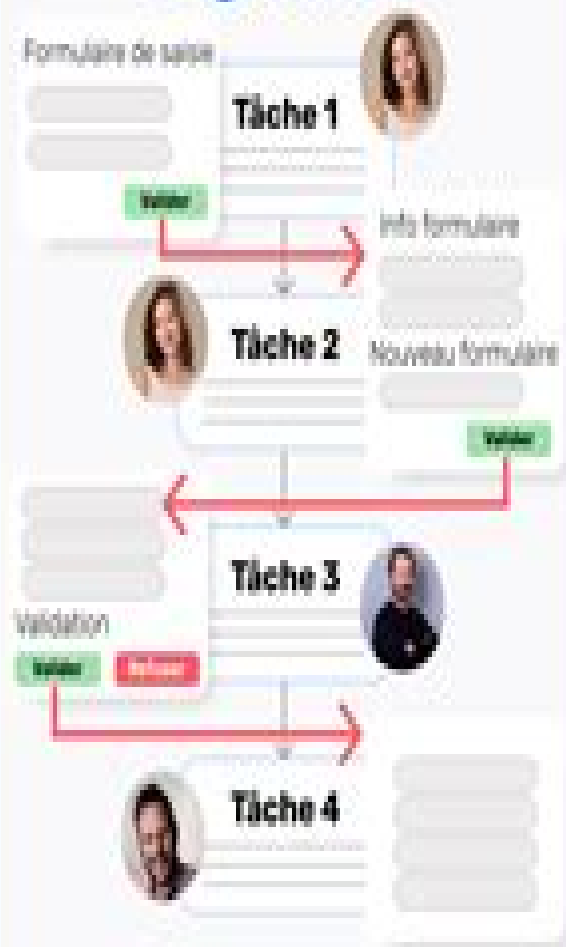 Formulaire de saisie
Tâche 1
Valider
Info formulaire
Tâche 2
Nouveau formulaire
Valider
Tâche 3
Validation
Valider
Refuser
Tâche 4